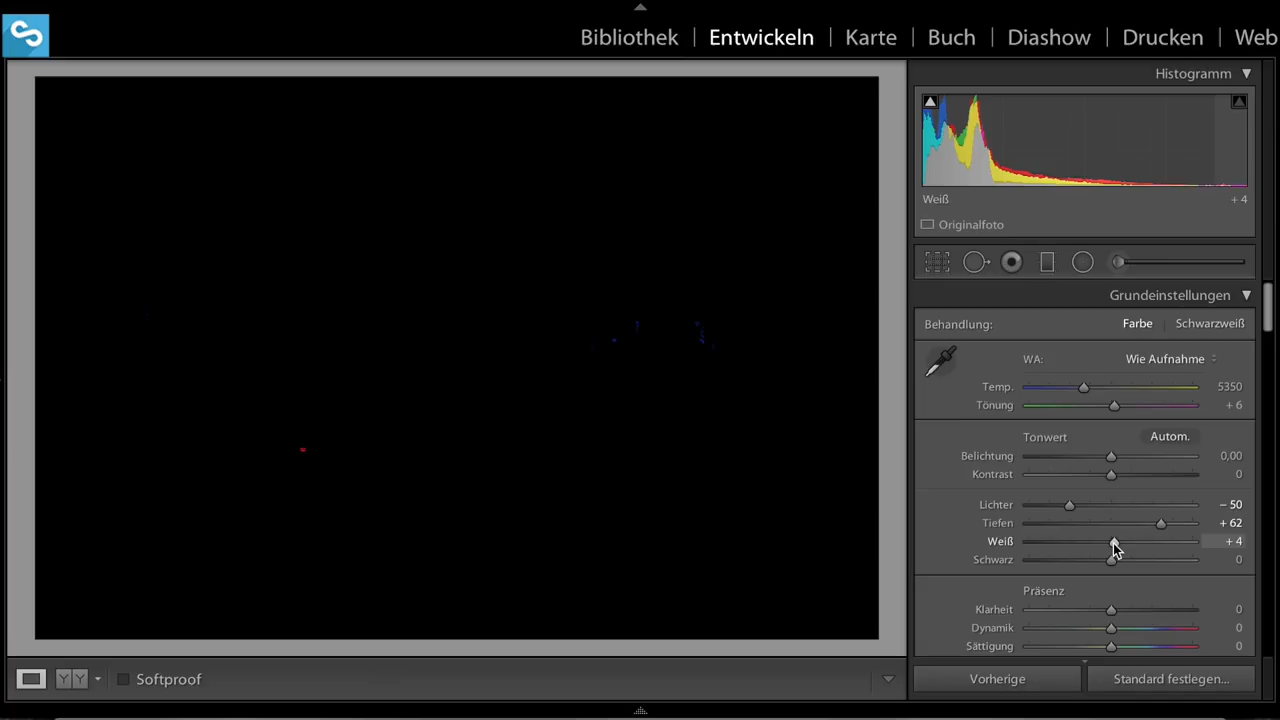 Bibliothek | Entwickeln | Karte | Buch | Diashow | Drucken | Web
Histogramm
Weiß + 4
Originalfoto
Grundeinstellungen
Behandlung: Farbe | Schwarzweiß
WA: Wie Aufnahme
Temp. 5350
Tönung + 6
Tonwert Autom.
Belichtung 0,00
Kontrast 0
Lichter − 50
Tiefen + 62
Weiß + 4
Schwarz 0
Präsenz
Klarheit 0
Dynamik 0
Sättigung 0
YY Softproof
Vorherige Standard festlegen...